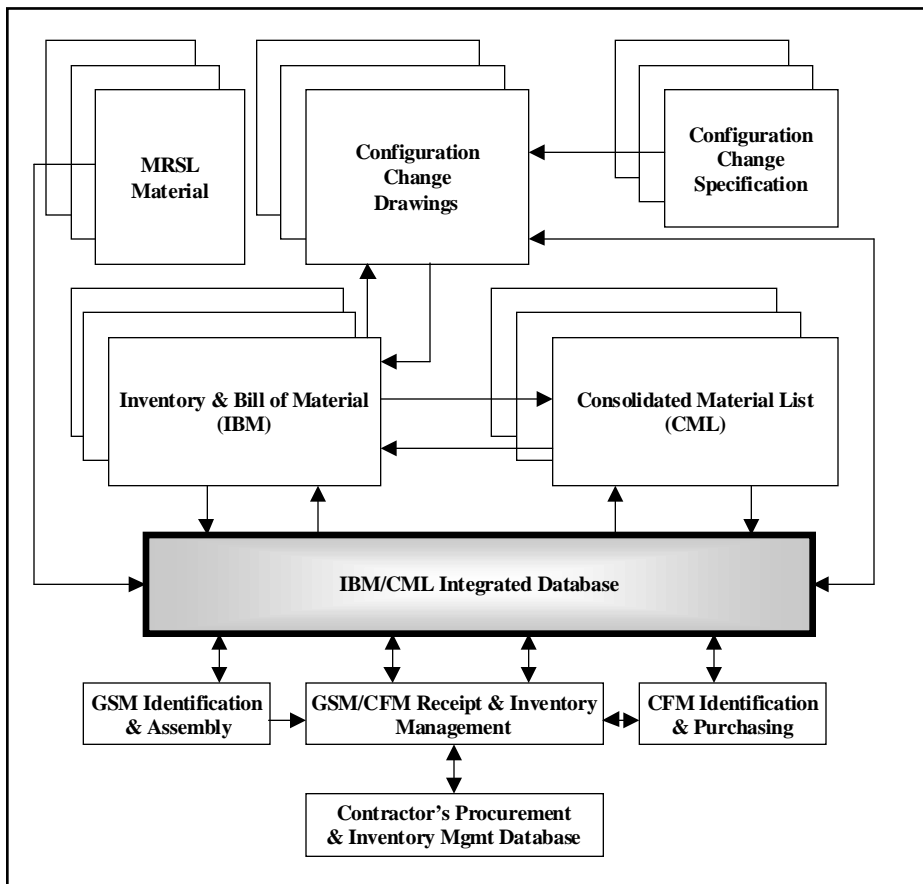 MRSL
Material
Configuration
Change
Drawings
Configuration
Change
Specification
Inventory & Bill of Material
(IBM)
Consolidated Material List
(CML)
IBM/CML Integrated Database
GSM Identification
& Assembly
GSM/CFM Receipt & Inventory
Management
CFM Identification
& Purchasing
Contractor’s Procurement
& Inventory Mgmt Database